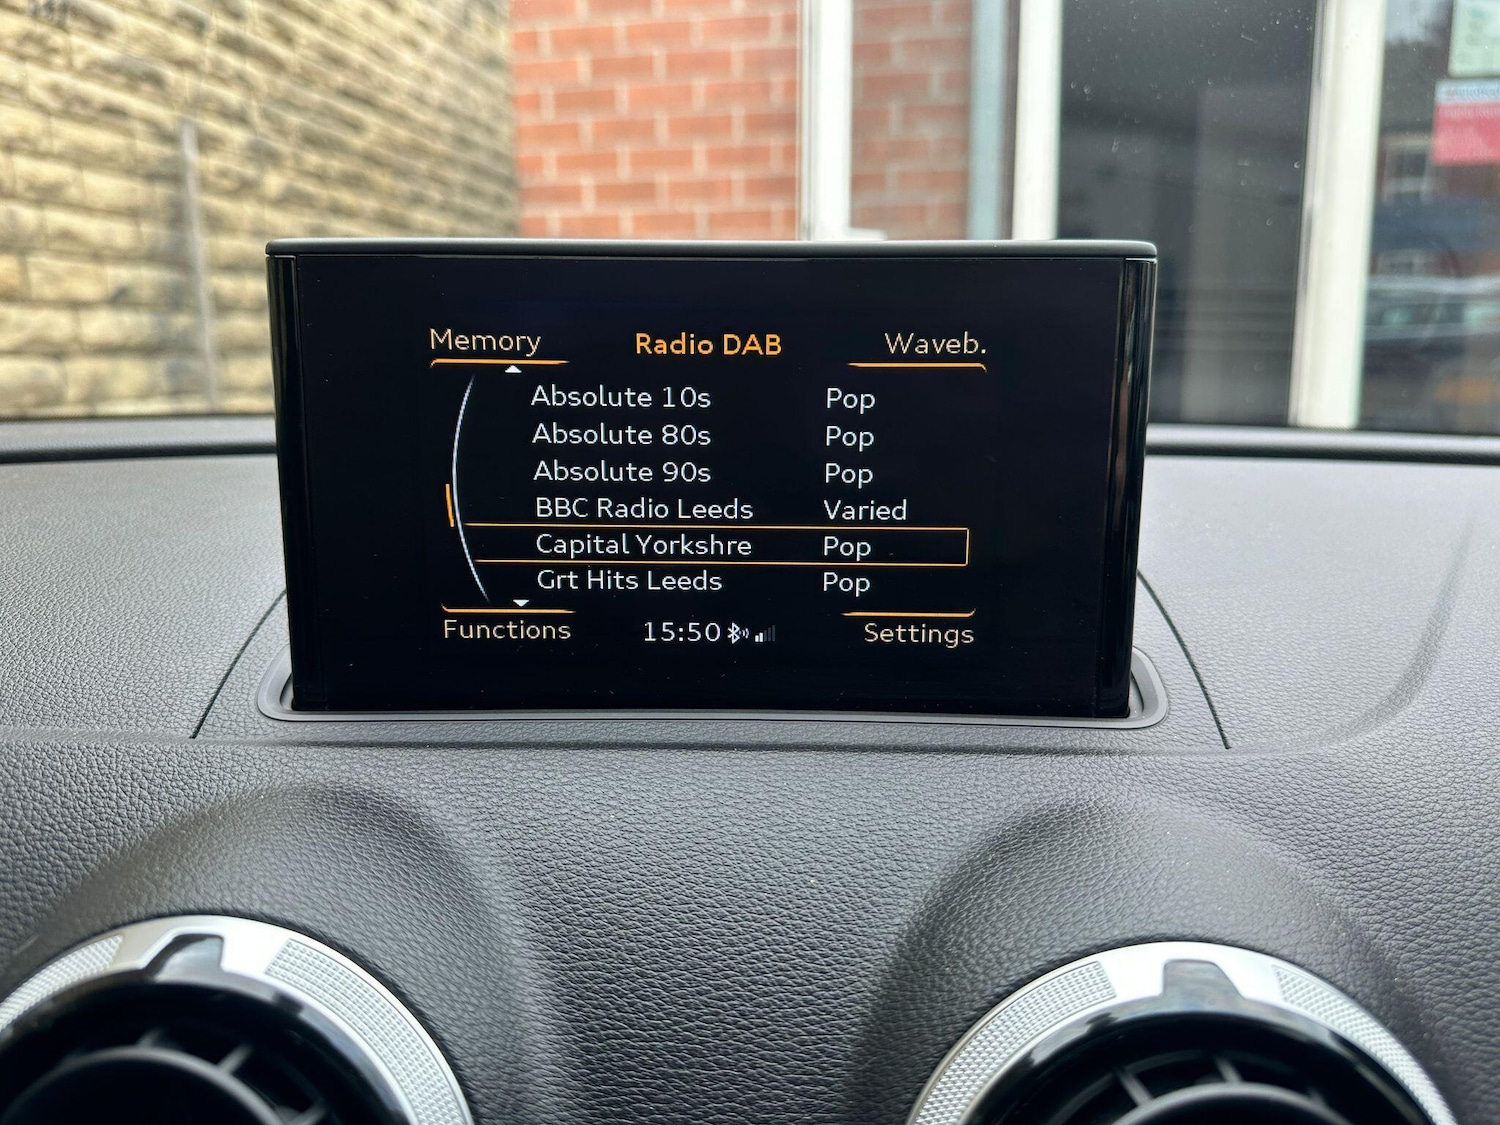 Memory Radio DAB Waveb.
Absolute 10s Pop
Absolute 80s Pop
Absolute 90s Pop
BBC Radio Leeds Varied
Capital Yorkshre Pop
Grt Hits Leeds Pop
Functions 15:50 Settings